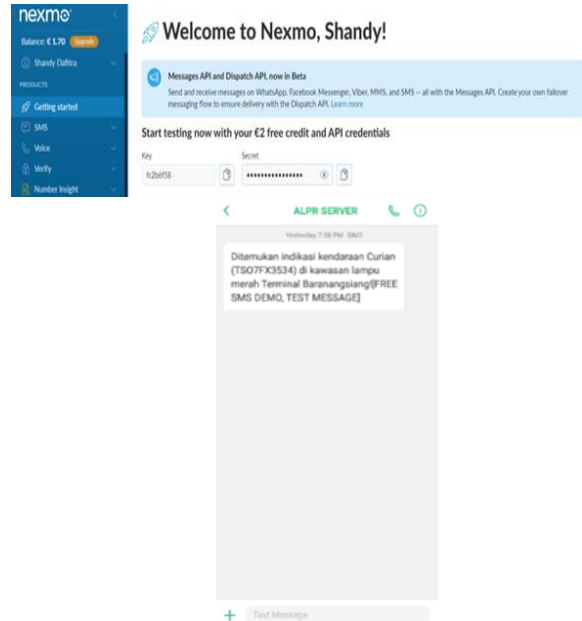 nexmo
Balance: € 1.70 Upgrade
Shandy Dafitra
PRODUCTS
Getting started
SMS
Voice
Verify
Number Insight
Welcome to Nexmo, Shandy!
Messages API and Dispatch API, now in Beta
Send and receive messages on WhatsApp, Facebook Messenger, Viber, MMS, and SMS – all with the Messages API. Create your own failover
messaging flow to ensure delivery with the Dispatch API. Learn more
Start testing now with your €2 free credit and API credentials
Key
Secret
••••••••••••••••
ALPR SERVER
Yesterday 7:08 PM
Ditemukan indikasi kendaraan Curian
(TS07FX3534) di kawasan lampu
merah Terminal Baranangsiang![FREE
SMS DEMO, TEST MESSAGE]
Text Message